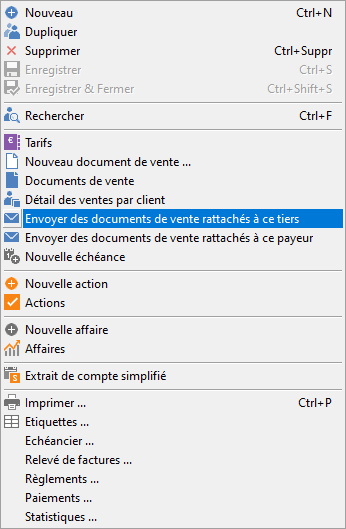 Nouveau Ctrl+N
Dupliquer
Supprimer Ctrl+Suppr
Enregistrer Ctrl+S
Enregistrer & Fermer Ctrl+Shift+S
Rechercher Ctrl+F
Tarifs
Nouveau document de vente ...
Documents de vente
Détail des ventes par client
Envoyer des documents de vente rattachés à ce tiers
Envoyer des documents de vente rattachés à ce payeur
Nouvelle échéance
Nouvelle action
Actions
Nouvelle affaire
Affaires
Extrait de compte simplifié
Imprimer ... Ctrl+P
Etiquettes ...
Echéancier ...
Relevé de factures ...
Règlements ...
Paiements ...
Statistiques ...